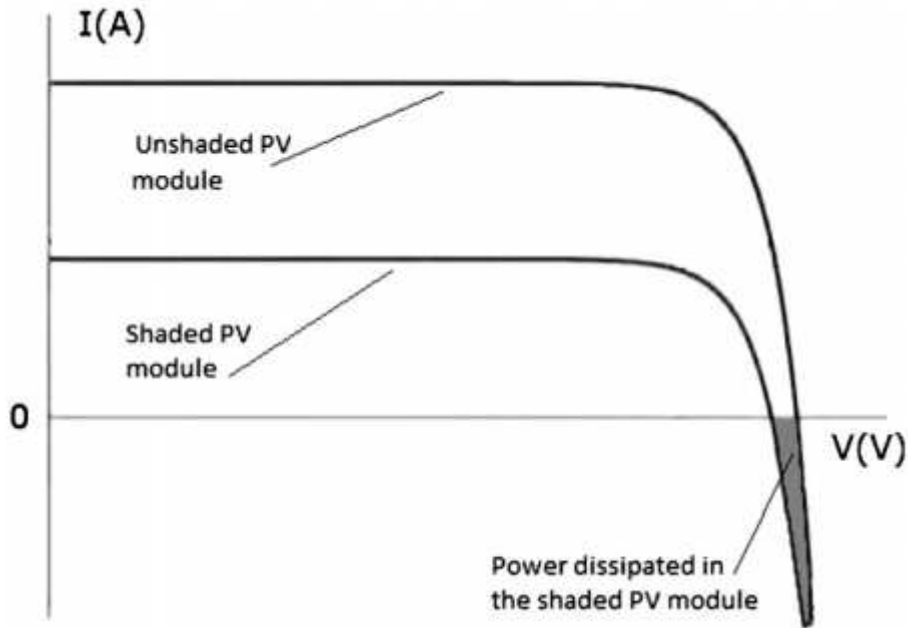 I(A)
Unshaded PV
module
Shaded PV
module
0
V(V)
Power dissipated in
the shaded PV module